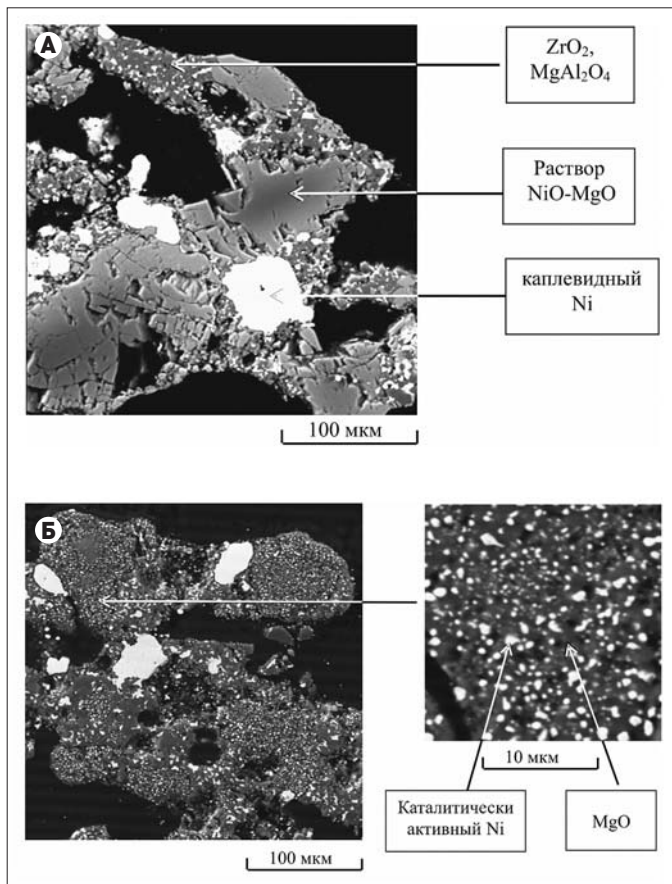 А
ZrO₂,
MgAl₂O₄
Раствор
NiO-MgO
каплевидный
Ni
100 мкм
Б
10 мкм
Каталитически
активный Ni
MgO
100 мкм